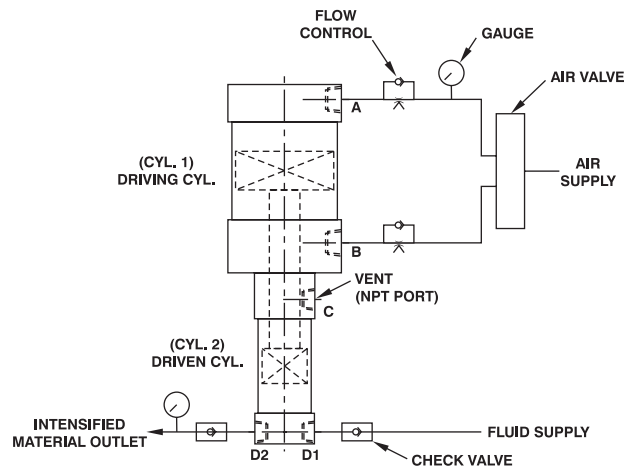 FLOW
CONTROL
GAUGE
AIR VALVE
A
(CYL. 1)
DRIVING CYL.
AIR
SUPPLY
B
VENT
(NPT PORT)
C
(CYL. 2)
DRIVEN CYL.
INTENSIFIED
MATERIAL OUTLET
FLUID SUPPLY
D2
D1
CHECK VALVE